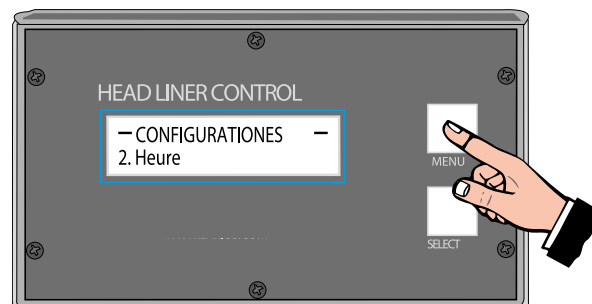 HEAD LINER CONTROL
– CONFIGURATIONES –
2. Heure
MENU
SELECT